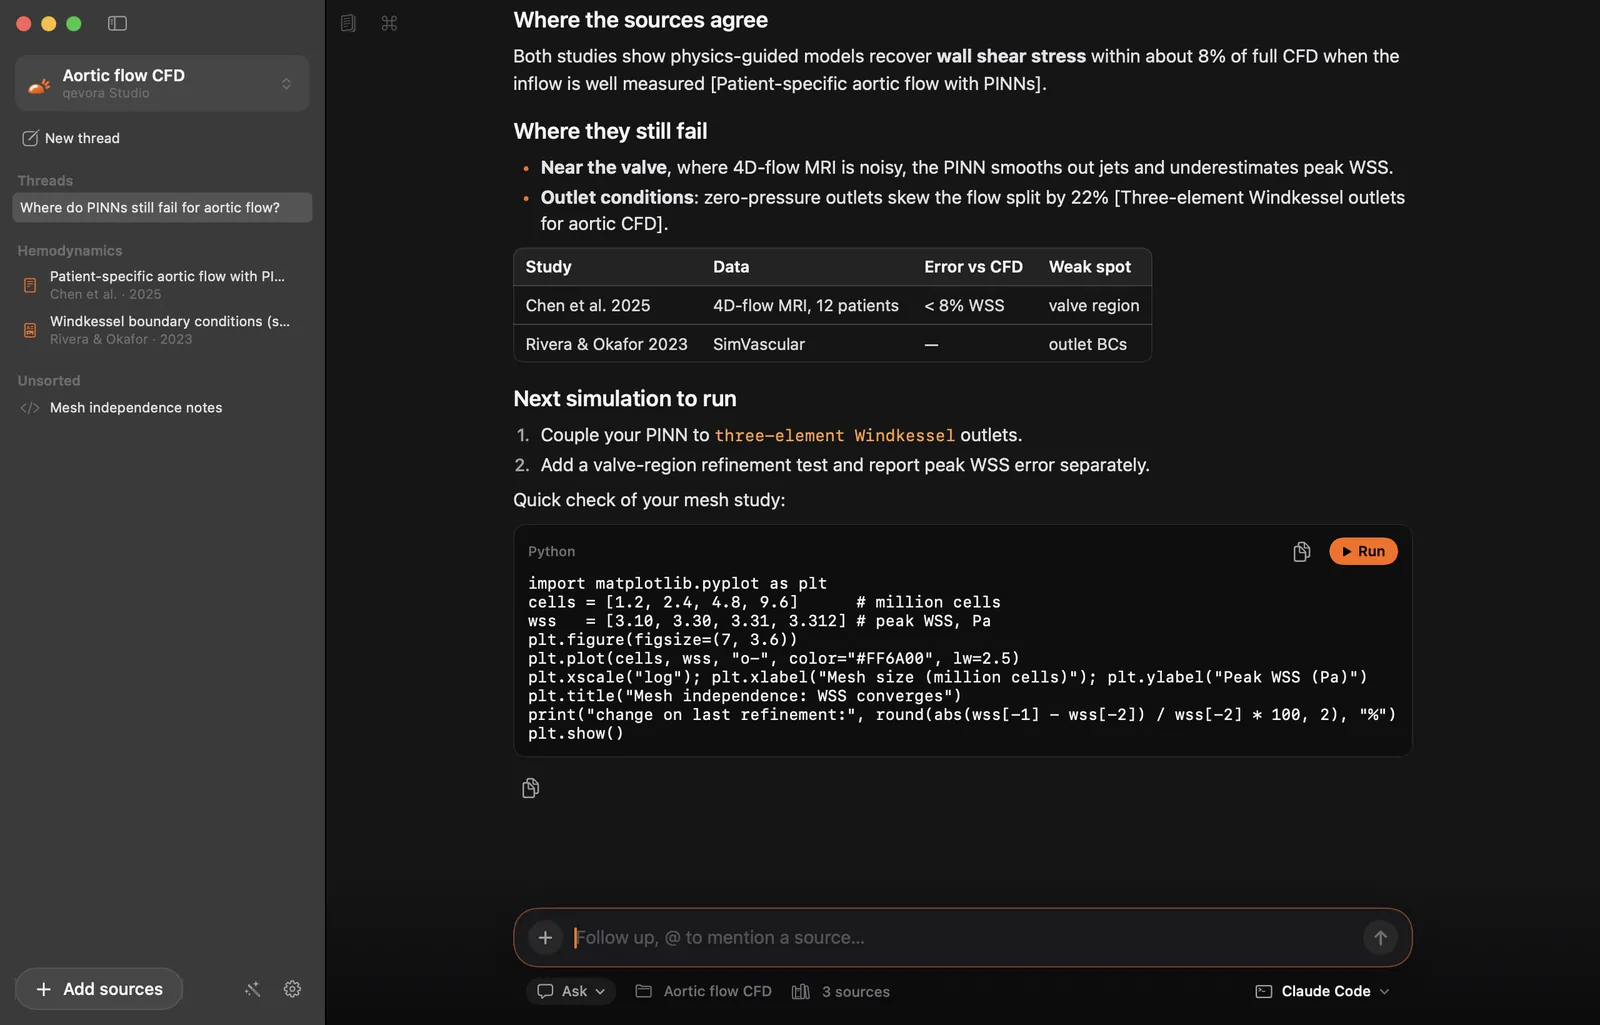 Aortic flow CFD
qevora Studio
New thread
Threads
Where do PINNs still fail for aortic flow?
Hemodynamics
Patient-specific aortic flow with PI...
Chen et al. · 2025
Windkessel boundary conditions (s...
Rivera & Okafor · 2023
Unsorted
</> Mesh independence notes
+ Add sources
Where the sources agree
Both studies show physics-guided models recover wall shear stress within about 8% of full CFD when the
inflow is well measured [Patient-specific aortic flow with PINNs].
Where they still fail
• Near the valve, where 4D-flow MRI is noisy, the PINN smooths out jets and underestimates peak WSS.
• Outlet conditions: zero-pressure outlets skew the flow split by 22% [Three-element Windkessel outlets
for aortic CFD].
Study Data Error vs CFD Weak spot
Chen et al. 2025 4D-flow MRI, 12 patients < 8% WSS valve region
Rivera & Okafor 2023 SimVascular — outlet BCs
Next simulation to run
1. Couple your PINN to three-element Windkessel outlets.
2. Add a valve-region refinement test and report peak WSS error separately.
Quick check of your mesh study:
Python Run
import matplotlib.pyplot as plt
cells = [1.2, 2.4, 4.8, 9.6]      # million cells
wss   = [3.10, 3.30, 3.31, 3.312] # peak WSS, Pa
plt.figure(figsize=(7, 3.6))
plt.plot(cells, wss, "o-", color="#FF6A00", lw=2.5)
plt.xscale("log"); plt.xlabel("Mesh size (million cells)"); plt.ylabel("Peak WSS (Pa)")
plt.title("Mesh independence: WSS converges")
print("change on last refinement:", round(abs(wss[-1] - wss[-2]) / wss[-2] * 100, 2), "%")
plt.show()
Follow up, @ to mention a source...
Ask Aortic flow CFD 3 sources Claude Code